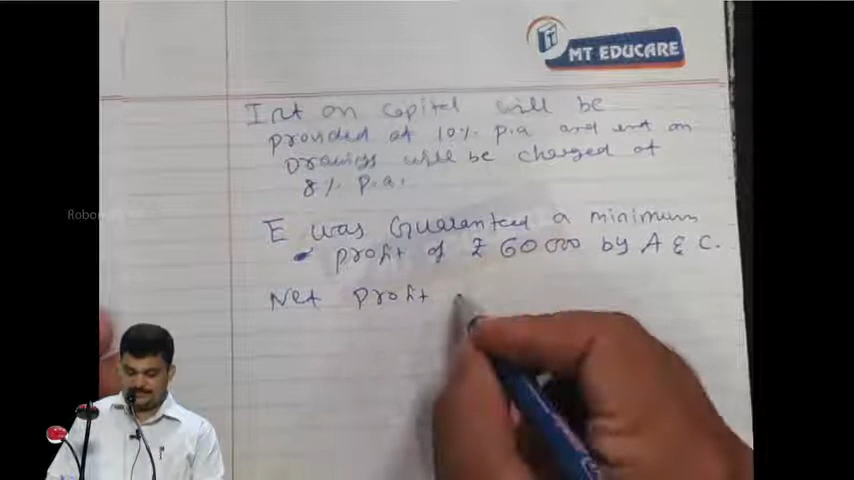 MT EDUCARE
Int on capital will be
provided at 10% p.a and int on
Drawings will be charged at
8% p.a.
E was Guaranteed a minimum
profit of ₹ 60000 by A & C.
Net profit
Robo